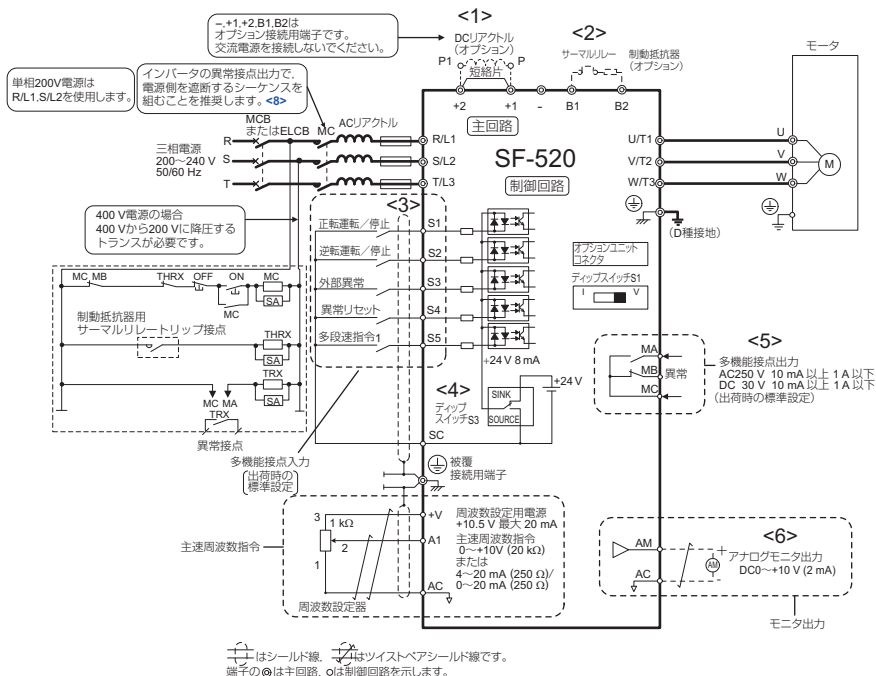 <1>
−,+1,+2,B1,B2は
オプション接続用端子です。
交流電源を接続しないでください。
DCリアクトル
(オプション)
P1
P
短絡片
<2>
サーマルリレー
制動抵抗器
(オプション)
モータ
単相200V電源は
R/L1,S/L2を使用します。
インバータの異常接点出力で,
電源側を遮断するシーケンスを
組むことを推奨します。<8>
+2
+1
−
B1
B2
主回路
MCB
またはELCB
MC
ACリアクトル
R
S
T
三相電源
200〜240 V
50/60 Hz
R/L1
S/L2
T/L3
SF-520
制御回路
U/T1
V/T2
W/T3
U
V
W
M
(D種接地)
400 V電源の場合
400 Vから200 Vに降圧する
トランスが必要です。
<3>
正転運転/停止
S1
逆転運転/停止
S2
外部異常
S3
異常リセット
S4
多段速指令1
S5
+24 V 8 mA
オプションユニット
コネクタ
ディップスイッチS1
I
V
MC MB
THRX
OFF
ON
MC
SA
MC
制動抵抗器用
サーマルリレートリップ接点
THRX
SA
TRX
SA
MC MA
TRX
異常接点
<4>
ディップ
スイッチS3
SINK
SOURCE
+24 V
SC
<5>
MA
MB
MC
異常
多機能接点出力
AC250 V 10 mA 以上 1 A 以下
DC 30 V 10 mA 以上 1 A 以下
(出荷時の標準設定)
多機能接点入力
出荷時の
標準設定
被覆
接続用端子
主速周波数指令
3
1 kΩ
2
1
周波数設定器
+V
A1
AC
周波数設定用電源
+10.5 V 最大 20 mA
主速周波数指令
0〜+10V (20 kΩ)
または
4〜20 mA (250 Ω)/
0〜20 mA (250 Ω)
<6>
AM
AC
+
AM
−
アナログモニタ出力
DC0〜+10 V (2 mA)
モニタ出力
はシールド線, はツイストペアシールド線です。
端子の◎は主回路, ○は制御回路を示します。